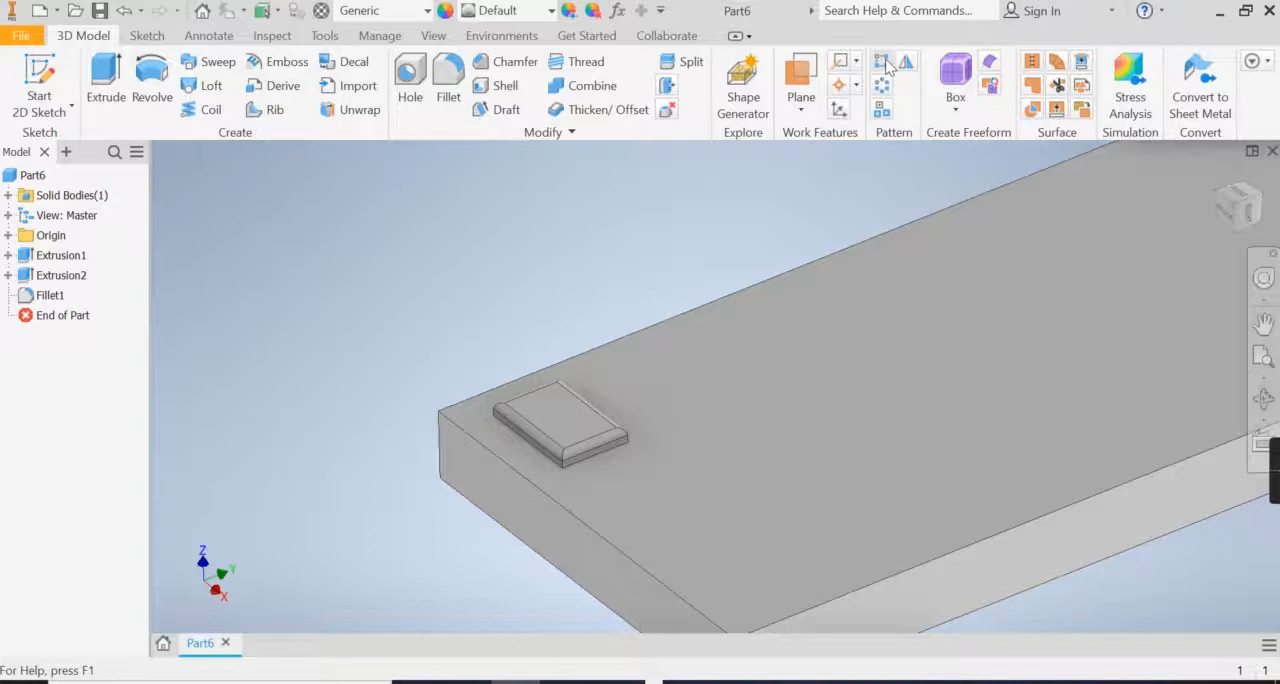 Generic Default Part6 Search Help & Commands... Sign In
File 3D Model Sketch Annotate Inspect Tools Manage View Environments Get Started Collaborate
Start 2D Sketch
Extrude Revolve
Sweep Emboss Decal
Loft Derive Import
Coil Rib Unwrap
Hole Fillet
Chamfer Thread Split
Shell Combine
Draft Thicken/ Offset
Shape Generator
Plane
Box
Stress Analysis
Convert to Sheet Metal
Sketch Create Modify Explore Work Features Pattern Create Freeform Surface Simulation Convert
Model
Part6
Solid Bodies(1)
View: Master
Origin
Extrusion1
Extrusion2
Fillet1
End of Part
Z
Y
X
Part6
For Help, press F1 1 1